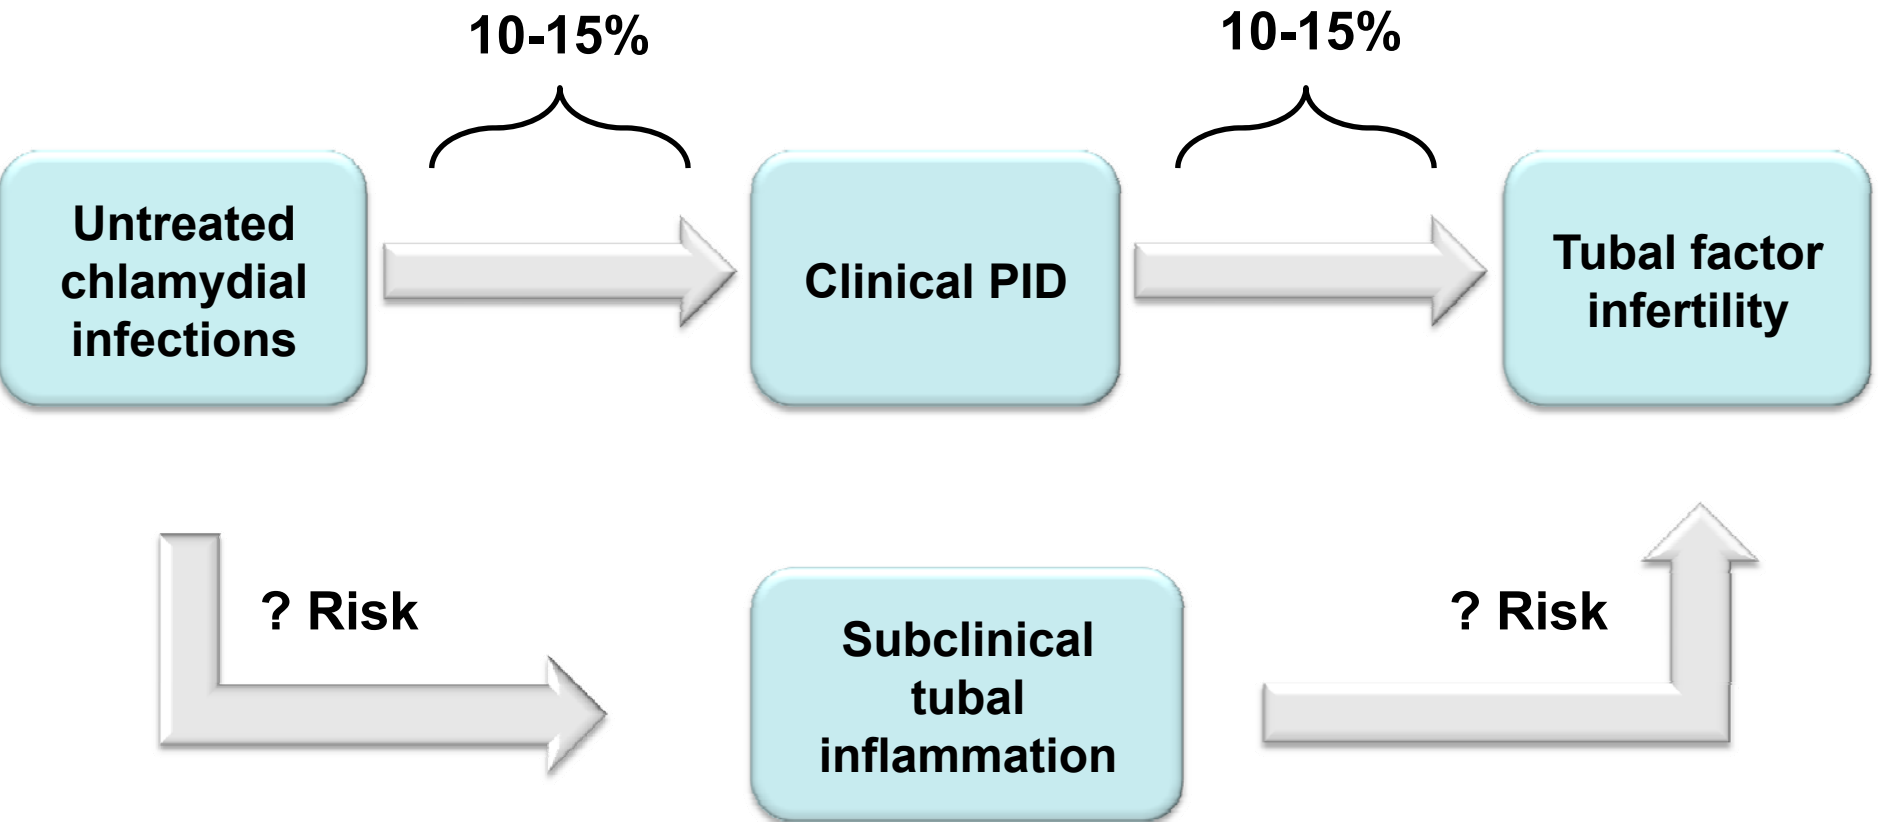 10-15%
10-15%
Untreated
chlamydial
infections
Clinical PID
Tubal factor
infertility
? Risk
Subclinical
tubal
inflammation
? Risk